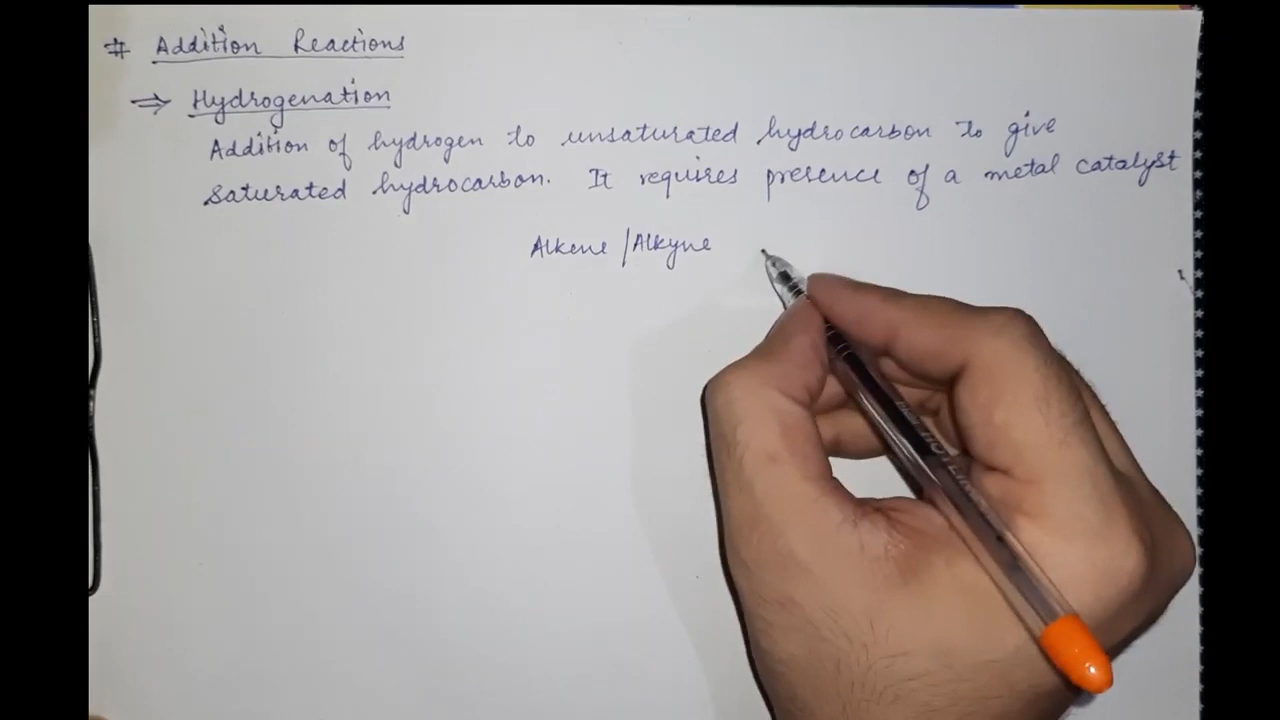 # Addition Reactions
⇒ Hydrogenation
Addition of hydrogen to unsaturated hydrocarbon to give
saturated hydrocarbon. It requires presence of a metal catalyst
Alkene / Alkyne